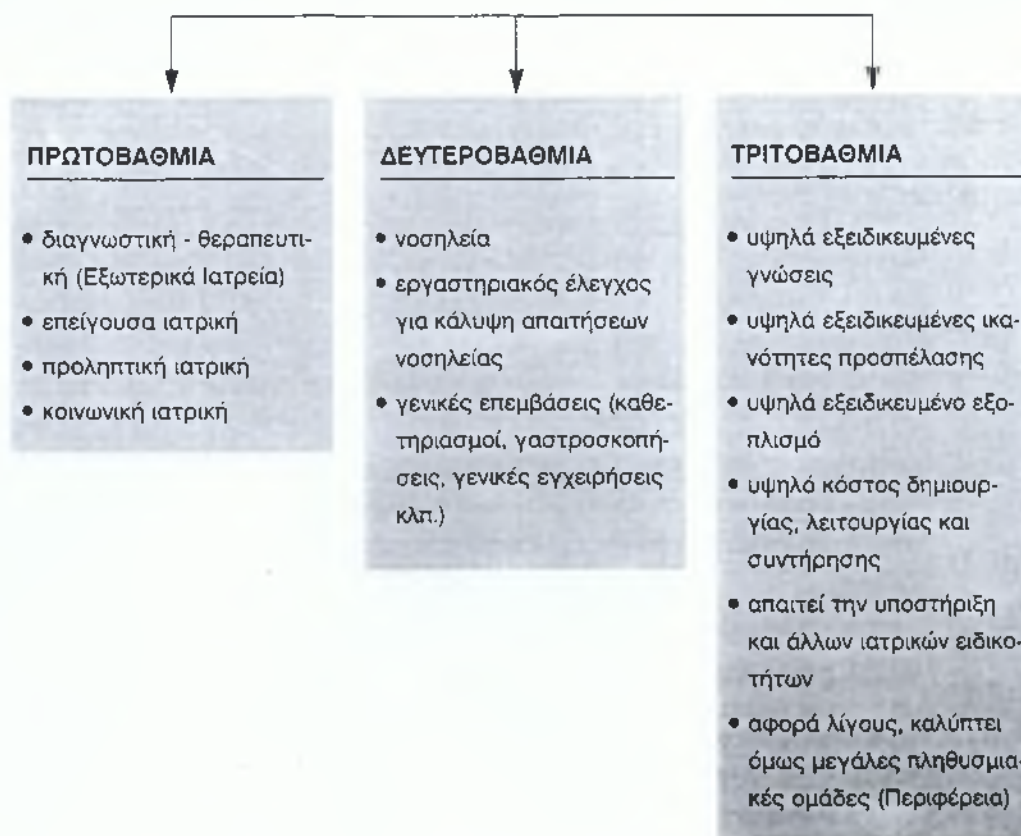 ΠΡΩΤΟΒΑΘΜΙΑ
• διαγνωστική - θεραπευτι-
κή (Εξωτερικά Ιατρεία)
• επείγουσα ιατρική
• προληπτική ιατρική
• κοινωνική ιατρική
ΔΕΥΤΕΡΟΒΑΘΜΙΑ
• νοσηλεία
• εργαστηριακός έλεγχος
για κάλυψη απαιτήσεων
νοσηλείας
• γενικές επεμβάσεις (καθε-
τηριασμοί, γαστροσκοπή-
σεις, γενικές εγχειρήσεις
κλπ.)
ΤΡΙΤΟΒΑΘΜΙΑ
• υψηλά εξειδικευμένες
γνώσεις
• υψηλά εξειδικευμένες ικα-
νότητες προσπέλασης
• υψηλά εξειδικευμένο εξο-
πλισμό
• υψηλό κόστος δημιουρ-
γίας, λειτουργίας και
συντήρησης
• απαιτεί την υποστήριξη
και άλλων ιατρικών ειδικο-
τήτων
• αφορά λίγους, καλύπτει
όμως μεγάλες πληθυσμια-
κές ομάδες (Περιφέρεια)